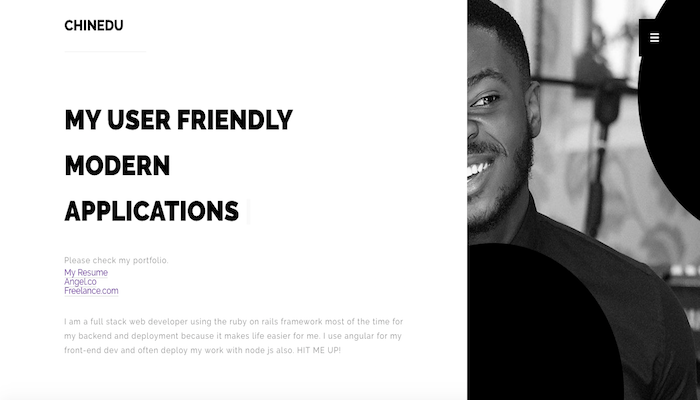 CHINEDU
MY USER FRIENDLY
MODERN
APPLICATIONS
Please check my portfolio.
My Resume
Angel.co
Freelance.com
I am a full stack web developer using the ruby on rails framework most of the time for
my backend and deployment because it makes life easier for me. I use angular for my
front-end dev and often deploy my work with node js also. HIT ME UP!